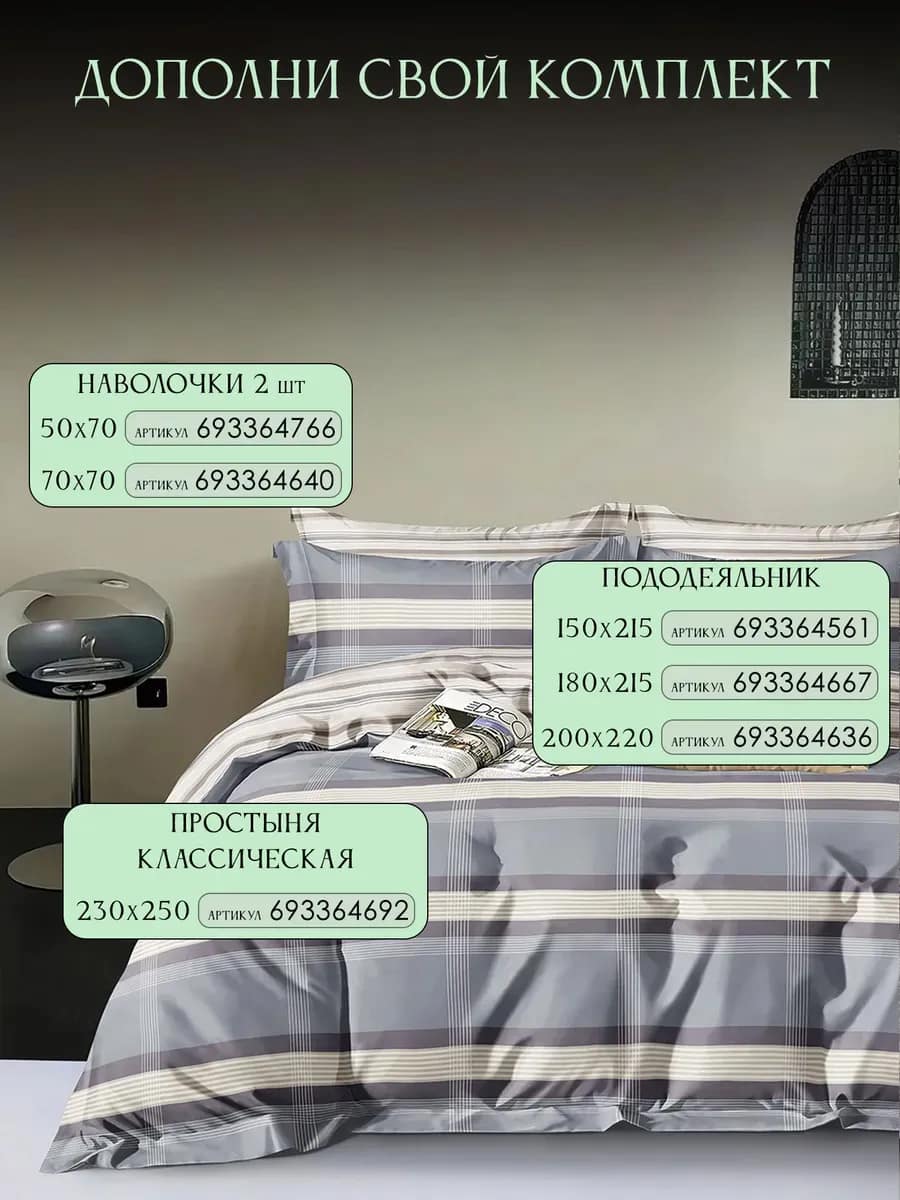 ДОПОЛНИ СВОЙ КОМПЛЕКТ
НАВОЛОЧКИ 2 шт
50х70 АРТИКУЛ 693364766
70х70 АРТИКУЛ 693364640
ПОДОДЕЯЛЬНИК
150х215 АРТИКУЛ 693364561
180х215 АРТИКУЛ 693364667
200х220 АРТИКУЛ 693364636
DECO
ПРОСТЫНЯ
КЛАССИЧЕСКАЯ
230х250 АРТИКУЛ 693364692